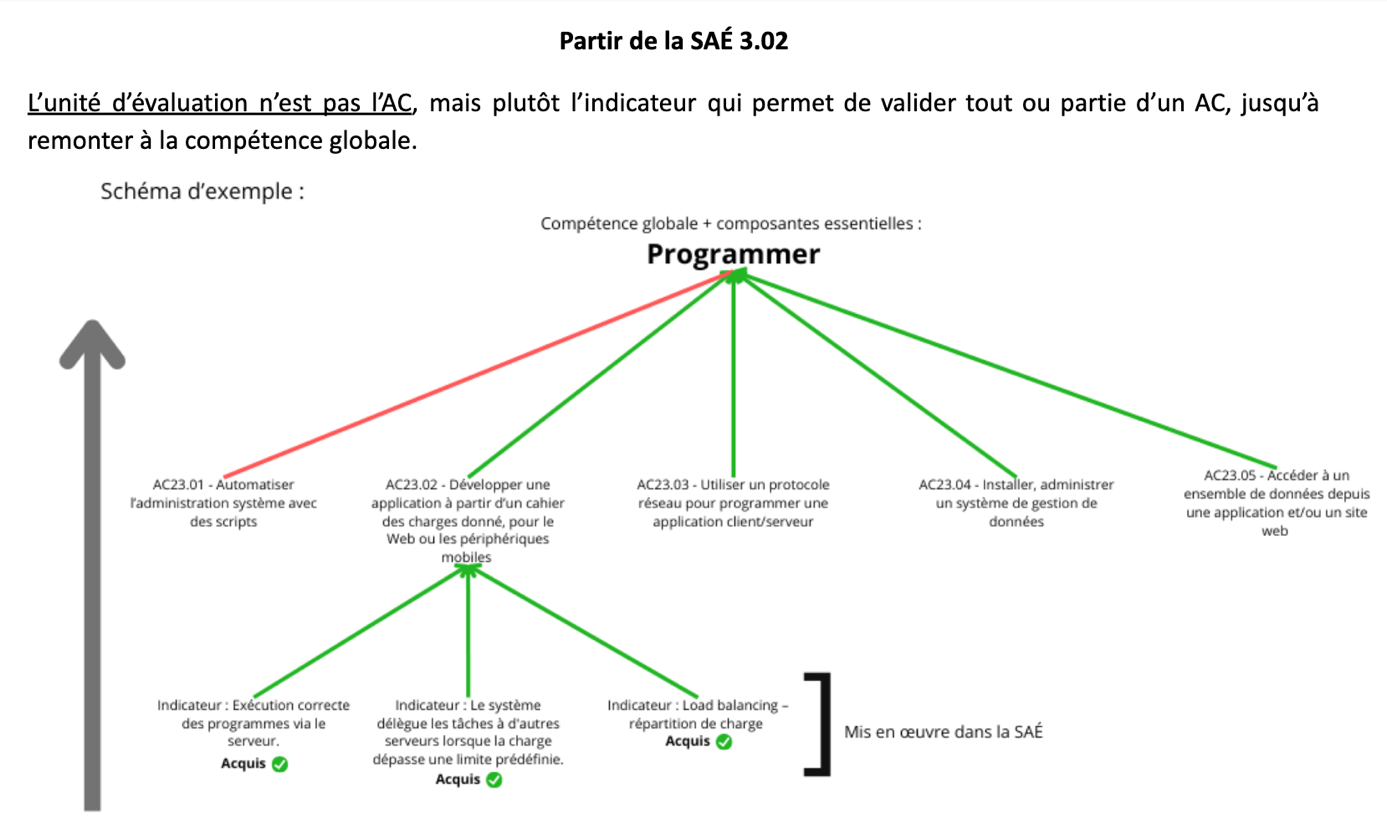 Partir de la SAÉ 3.02
L’unité d’évaluation n’est pas l’AC, mais plutôt l’indicateur qui permet de valider tout ou partie d’un AC, jusqu’à
remonter à la compétence globale.
Schéma d’exemple :
Compétence globale + composantes essentielles :
Programmer
AC23.01 - Automatiser
l’administration système avec
des scripts
AC23.02 - Développer une
application à partir d’un cahier
des charges donné, pour le
Web ou les périphériques
mobiles
AC23.03 - Utiliser un protocole
réseau pour programmer une
application client/serveur
AC23.04 - Installer, administrer
un système de gestion de
données
AC23.05 - Accéder à un
ensemble de données depuis
une application et/ou un site
web
Indicateur : Exécution correcte
des programmes via le
serveur.
Acquis
Indicateur : Le système
délègue les tâches à d'autres
serveurs lorsque la charge
dépasse une limite prédéfinie.
Acquis
Indicateur : Load balancing –
répartition de charge
Acquis
Mis en œuvre dans la SAÉ